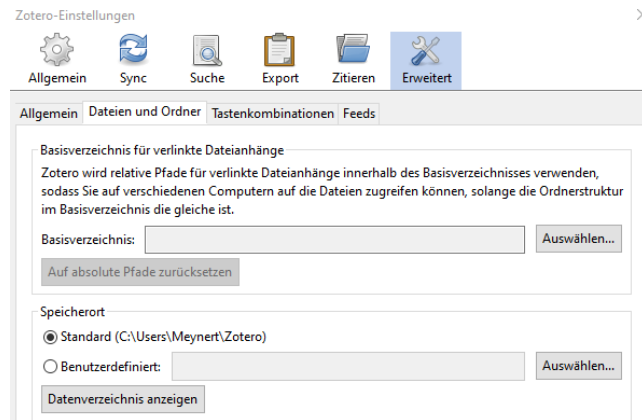 Zotero-Einstellungen
Allgemein Sync Suche Export Zitieren Erweitert
Allgemein Dateien und Ordner Tastenkombinationen Feeds
Basisverzeichnis für verlinkte Dateianhänge
Zotero wird relative Pfade für verlinkte Dateianhänge innerhalb des Basisverzeichnisses verwenden,
sodass Sie auf verschiedenen Computern auf die Dateien zugreifen können, solange die Ordnerstruktur
im Basisverzeichnis die gleiche ist.
Basisverzeichnis: Auswählen...
Auf absolute Pfade zurücksetzen
Speicherort
Standard (C:\Users\Meynert\Zotero)
Benutzerdefiniert: Auswählen...
Datenverzeichnis anzeigen